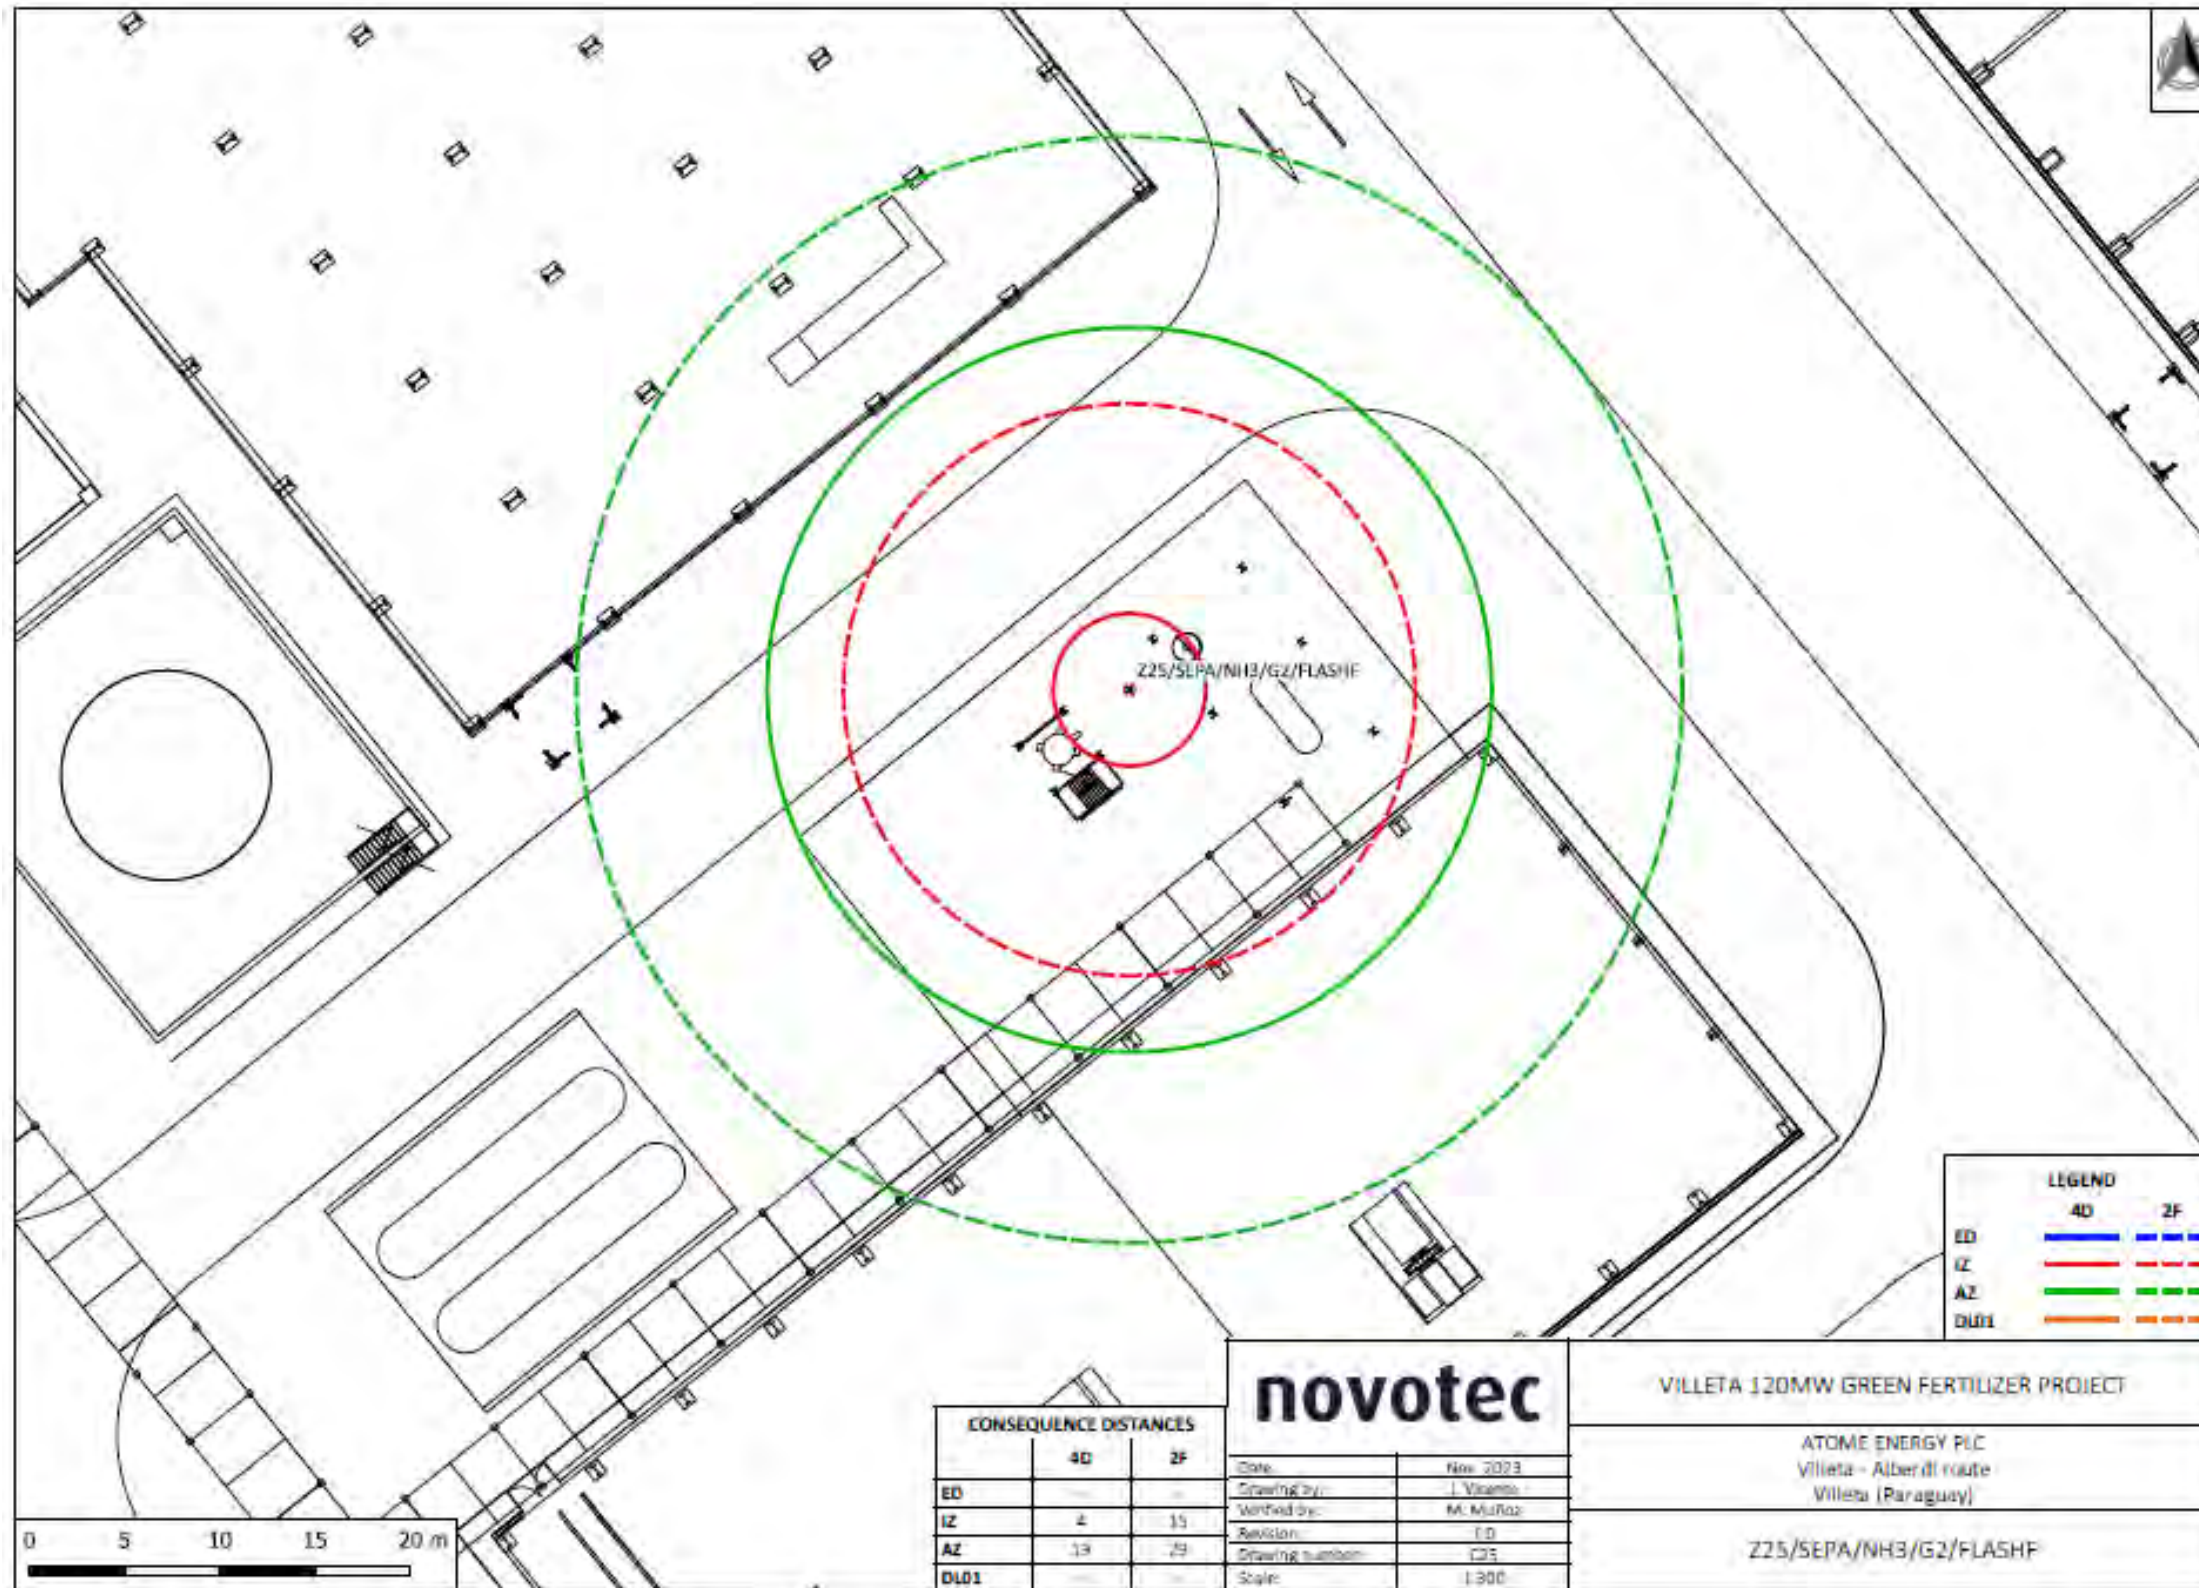 Z25/SEPA/NH3/G2/FLASHF
LEGEND
4D 2F
ED
IZ
AZ
DL01
CONSEQUENCE DISTANCES
4D 2F
ED
IZ 4 15
AZ 19 29
DL01
0 5 10 15 20 m
novotec
Date: Nov. 2023
Drawing by: J. Vicente
Verified by: M. Muñoz
Revision:
Drawing number: C25
Scale: 1:300
VILLETA 120MW GREEN FERTILIZER PROJECT
ATOME ENERGY PLC
Villeta - Alberdi route
Villeta (Paraguay)
Z25/SEPA/NH3/G2/FLASHF